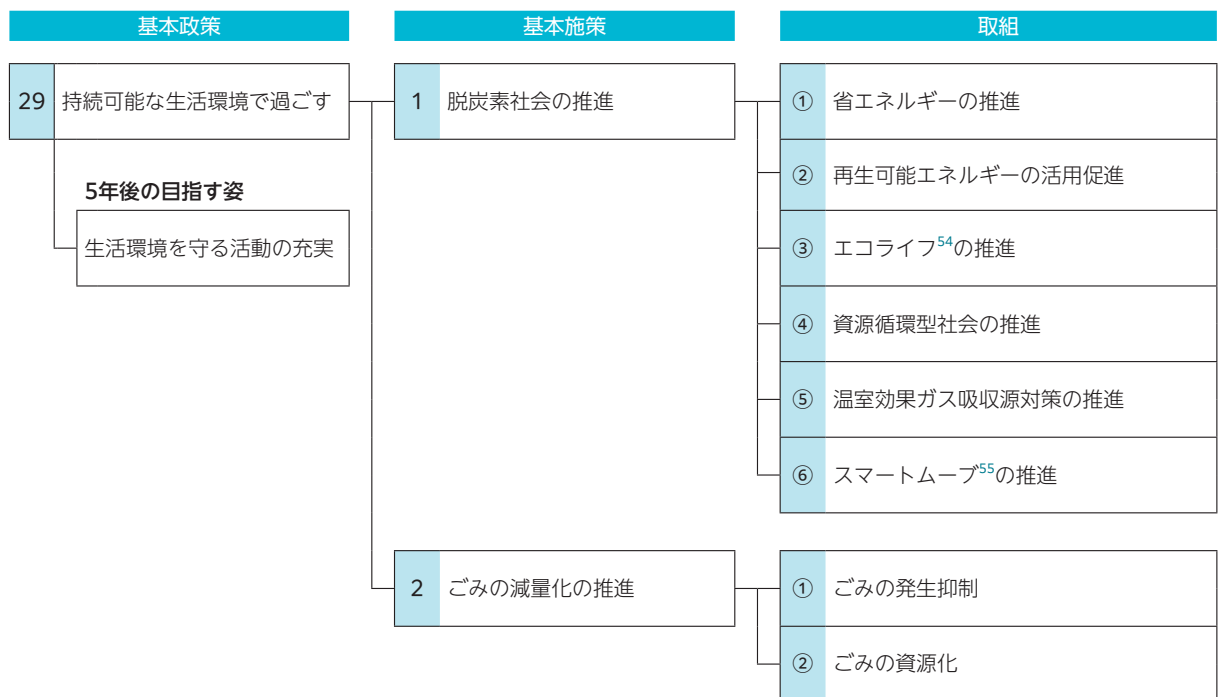 基本政策
基本施策
取組
29 持続可能な生活環境で過ごす
5年後の目指す姿
生活環境を守る活動の充実
1 脱炭素社会の推進
① 省エネルギーの推進
② 再生可能エネルギーの活用促進
③ エコライフ54の推進
④ 資源循環型社会の推進
⑤ 温室効果ガス吸収源対策の推進
⑥ スマートムーブ55の推進
2 ごみの減量化の推進
① ごみの発生抑制
② ごみの資源化